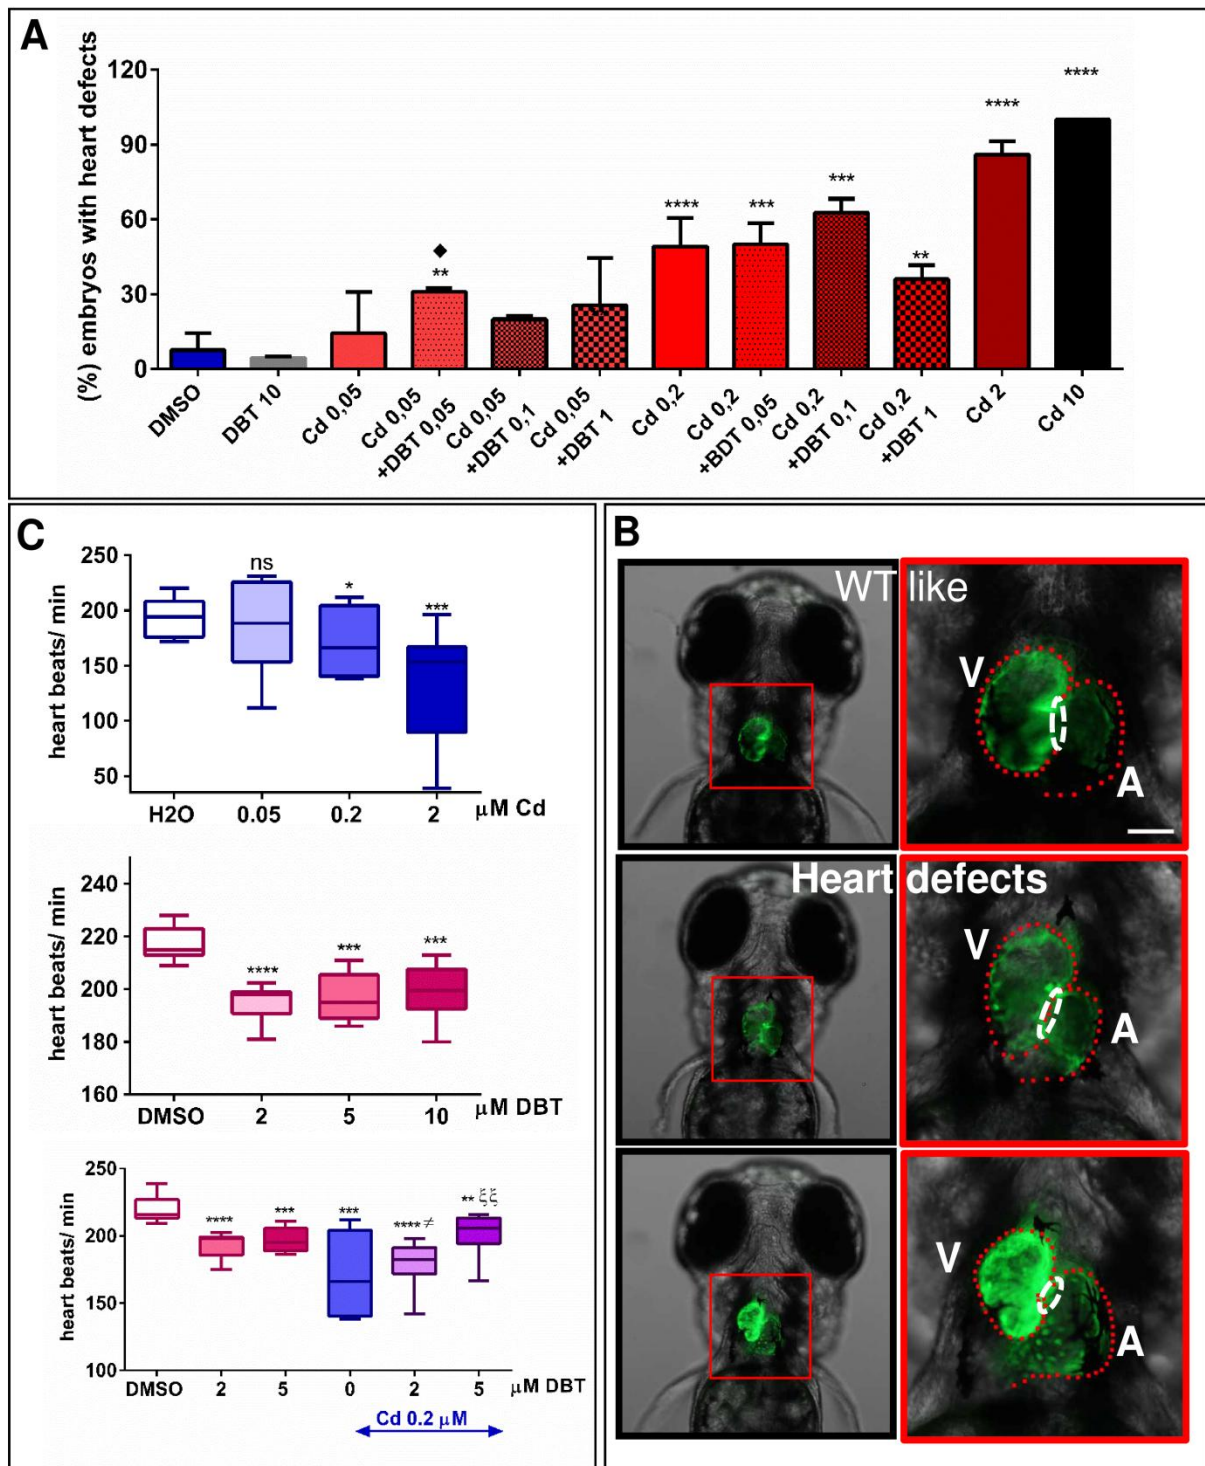 A
(%) embryos with heart defects
120
90
60
30
0
◆
**
****
***
***
**
****
****
DMSO
DBT 10
Cd 0,05
Cd 0,05
+DBT 0,05
Cd 0,05
+DBT 0,1
Cd 0,05
+DBT 1
Cd 0,2
Cd 0,2
+BDT 0,05
Cd 0,2
+DBT 0,1
Cd 0,2
+DBT 1
Cd 2
Cd 10
C
heart beats/ min
250
200
150
100
50
ns
*
***
H2O 0.05 0.2 2 μM Cd
heart beats/ min
240
220
200
180
160
****
***
***
DMSO 2 5 10 μM DBT
heart beats/ min
250
200
150
100
****
***
***
****≠
** ξξ
DMSO 2 5 0 2 5 μM DBT
Cd 0.2 μM
B
WT like
V
A
Heart defects
V
A
V
A